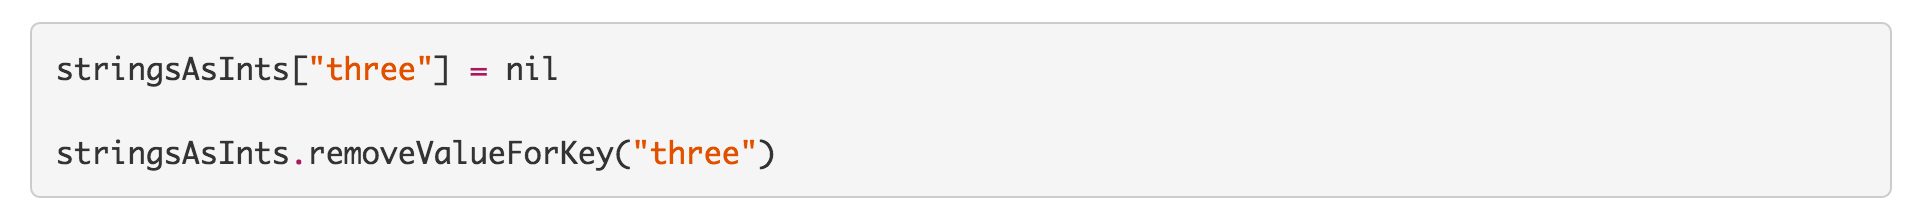 stringsAsInts["three"] = nil
stringsAsInts.removeValueForKey("three")